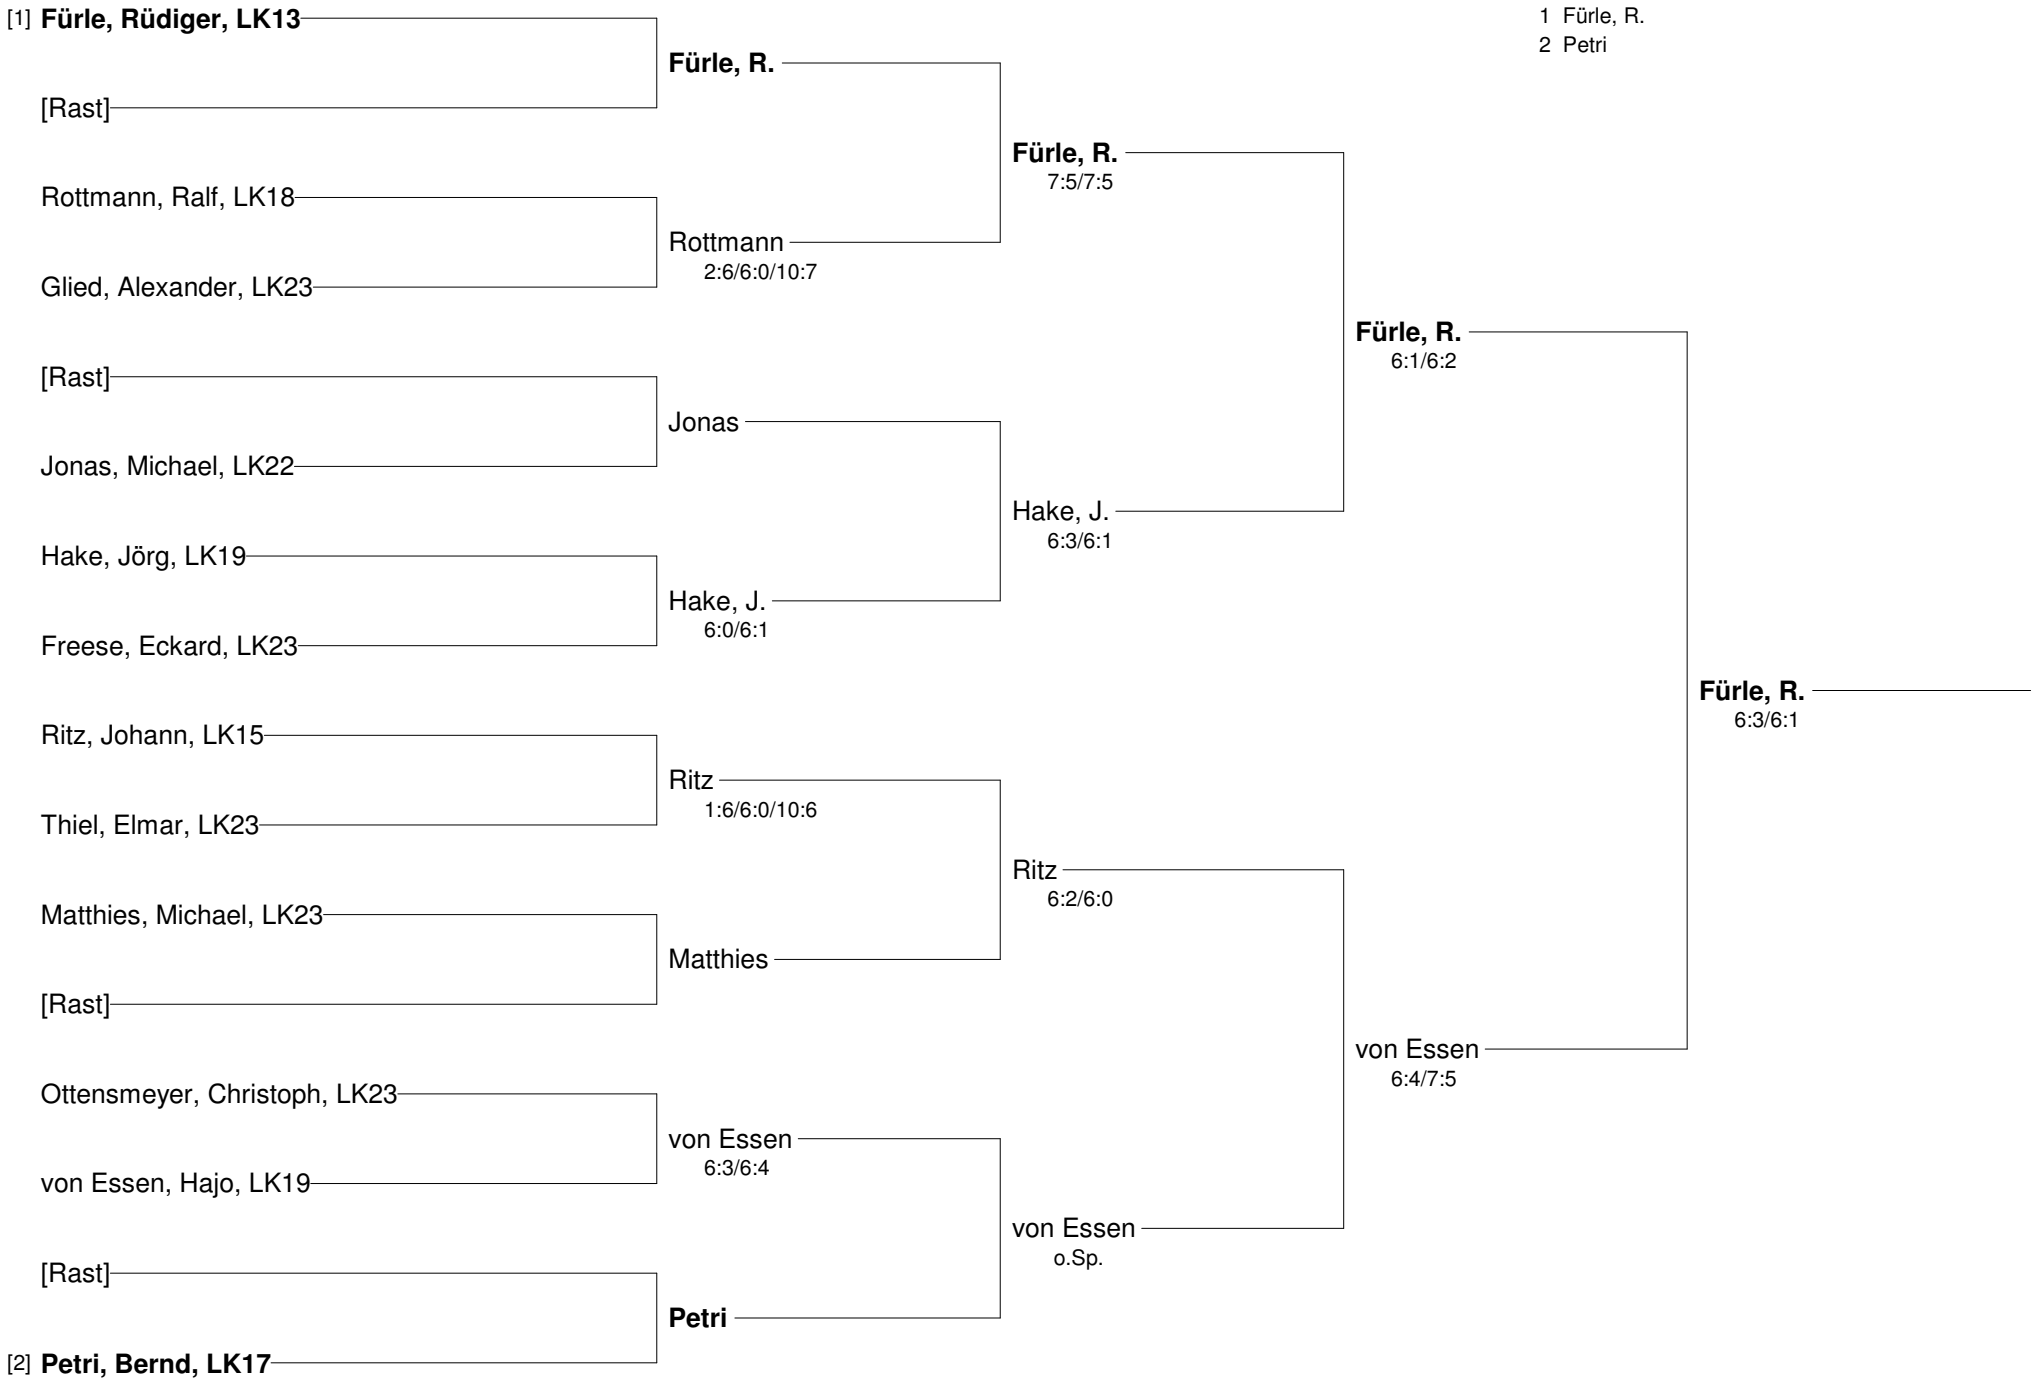 [1] Fürle, Rüdiger, LK13
1 Fürle, R.
2 Petri
Fürle, R.
[Rast]
Fürle, R.
7:5/7:5
Rottmann, Ralf, LK18
Rottmann
2:6/6:0/10:7
Glied, Alexander, LK23
Fürle, R.
6:1/6:2
[Rast]
Jonas
Jonas, Michael, LK22
Hake, J.
6:3/6:1
Hake, Jörg, LK19
Hake, J.
6:0/6:1
Freese, Eckard, LK23
Fürle, R.
6:3/6:1
Ritz, Johann, LK15
Ritz
1:6/6:0/10:6
Thiel, Elmar, LK23
Ritz
6:2/6:0
Matthies, Michael, LK23
Matthies
[Rast]
von Essen
6:4/7:5
Ottensmeyer, Christoph, LK23
von Essen
6:3/6:4
von Essen, Hajo, LK19
von Essen
o.Sp.
[Rast]
Petri
[2] Petri, Bernd, LK17